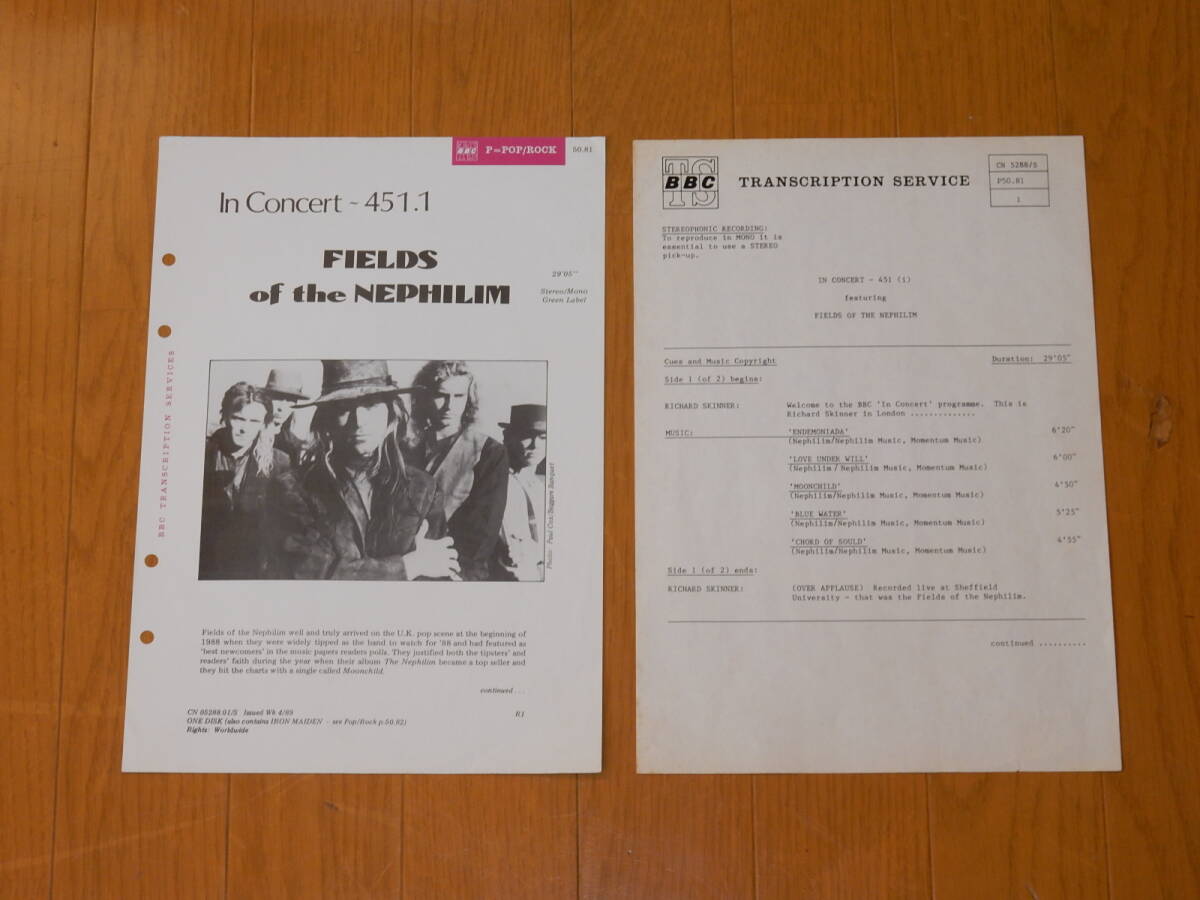 BBC P=POP/ROCK 50.81
In Concert - 451.1
FIELDS
of the NEPHILIM
29'05"
Stereo/Mono
Green Label
BBC TRANSCRIPTION SERVICES
Photo: Paul Cox/Beggars Banquet
Fields of the Nephilim well and truly arrived on the U.K. pop scene at the beginning of
1988 when they were widely tipped as the band to watch for '88 and had featured as
'best newcomers' in the music papers readers polls. They justified both the tipsters' and
readers' faith during the year when their album The Nephilim became a top seller and
they hit the charts with a single called Moonchild.
continued...
CN 05288.01/S Issued Wk 4/89
ONE DISK (also contains IRON MAIDEN - see Pop/Rock p.50.82)
Rights: Worldwide
R1
TS
BBC TRANSCRIPTION SERVICE
CN 5288/S
P50.81
1
STEREOPHONIC RECORDING:
To reproduce in MONO it is
essential to use a STEREO
pick-up.
IN CONCERT - 451 (1)
featuring
FIELDS OF THE NEPHILIM
Cues and Music Copyright Duration: 29'05"
Side 1 (of 2) begins:
RICHARD SKINNER: Welcome to the BBC 'In Concert' programme. This is
Richard Skinner in London ..............
MUSIC: 'ENDEMONIADA' 6'20"
(Nephilim/Nephilim Music, Momentum Music)
'LOVE UNDER WILL' 6'00"
(Nephilim/Nephilim Music, Momentum Music)
'MOONCHILD' 4'50"
(Nephilim/Nephilim Music, Momentum Music)
'BLUE WATER' 5'25"
(Nephilim/Nephilim Music, Momentum Music)
'CHORD OF SOULD' 4'55"
(Nephilim/Nephilim Music, Momentum Music)
Side 1 (of 2) ends:
RICHARD SKINNER: (OVER APPLAUSE) Recorded live at Sheffield
University - that was the Fields of the Nephilim.
continued ..........